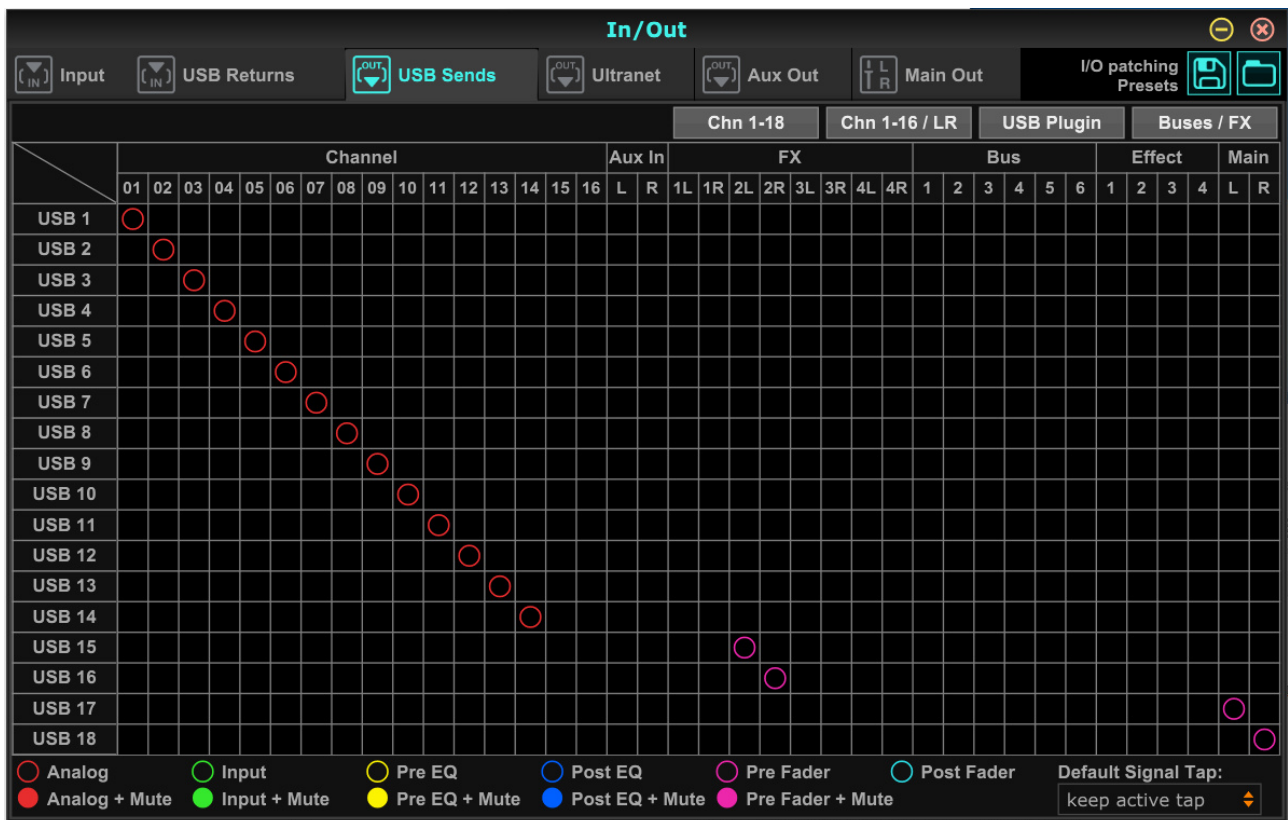 In/Out
IN Input IN USB Returns OUT USB Sends OUT Ultranet OUT Aux Out L R Main Out I/O patching Presets
Chn 1-18 Chn 1-16 / LR USB Plugin Buses / FX
Channel Aux In FX Bus Effect Main
01 02 03 04 05 06 07 08 09 10 11 12 13 14 15 16 L R 1L 1R 2L 2R 3L 3R 4L 4R 1 2 3 4 5 6 1 2 3 4 L R
USB 1
USB 2
USB 3
USB 4
USB 5
USB 6
USB 7
USB 8
USB 9
USB 10
USB 11
USB 12
USB 13
USB 14
USB 15
USB 16
USB 17
USB 18
Analog Input Pre EQ Post EQ Pre Fader Post Fader Default Signal Tap:
Analog + Mute Input + Mute Pre EQ + Mute Post EQ + Mute Pre Fader + Mute keep active tap